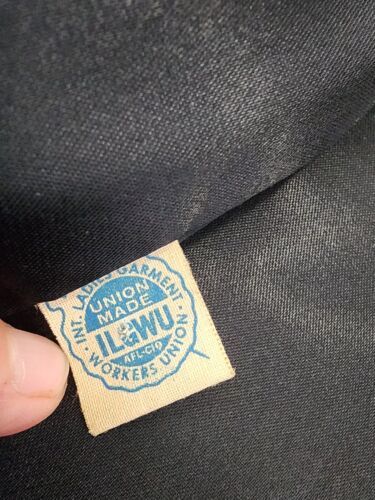 INT. LADIES GARMENT
UNION
MADE
ILGWU
AFL-CIO
WORKERS UNION